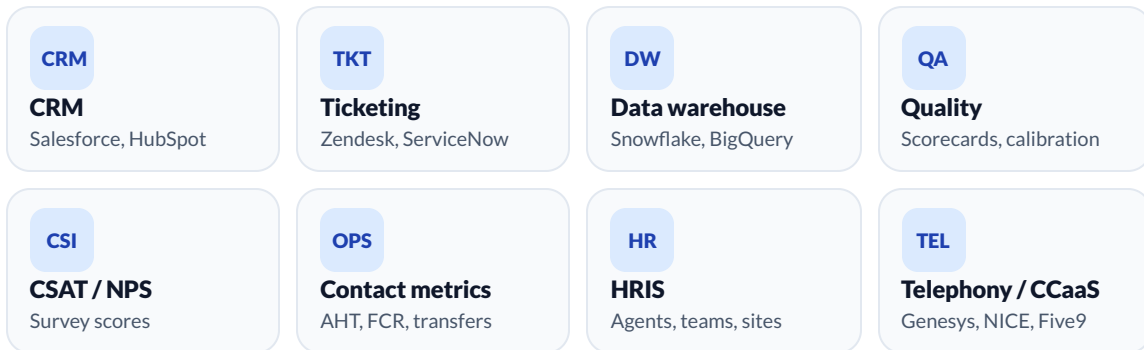 CRM
CRM
Salesforce, HubSpot
TKT
Ticketing
Zendesk, ServiceNow
DW
Data warehouse
Snowflake, BigQuery
QA
Quality
Scorecards, calibration
CSI
CSAT / NPS
Survey scores
OPS
Contact metrics
AHT, FCR, transfers
HR
HRIS
Agents, teams, sites
TEL
Telephony / CCaaS
Genesys, NICE, Five9